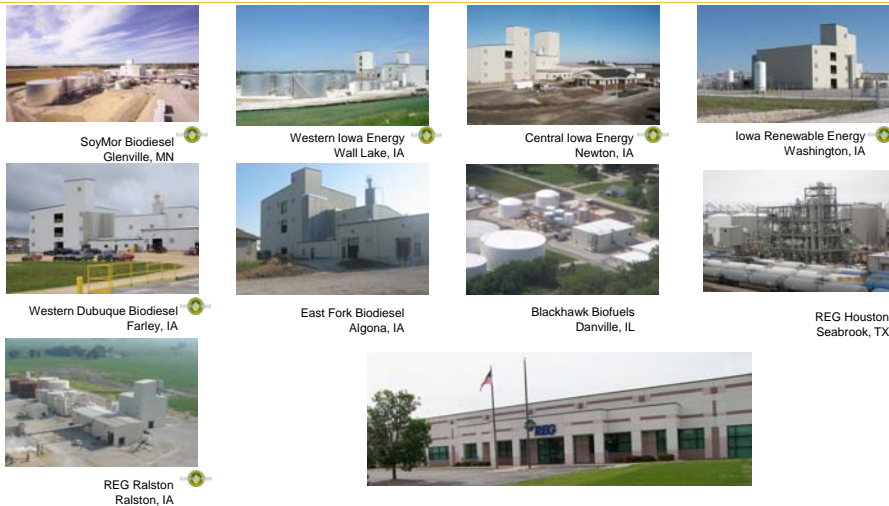 SoyMor Biodiesel
Glenville, MN
Western Iowa Energy
Wall Lake, IA
Central Iowa Energy
Newton, IA
Iowa Renewable Energy
Washington, IA
Western Dubuque Biodiesel
Farley, IA
East Fork Biodiesel
Algona, IA
Blackhawk Biofuels
Danville, IL
REG Houston
Seabrook, TX
REG Ralston
Ralston, IA
REG